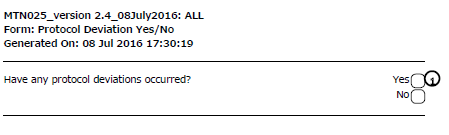 MTN025_version 2.4_08July2016: ALL
Form: Protocol Deviation Yes/No
Generated On: 08 Jul 2016 17:30:19
Have any protocol deviations occurred? Yes 1
No